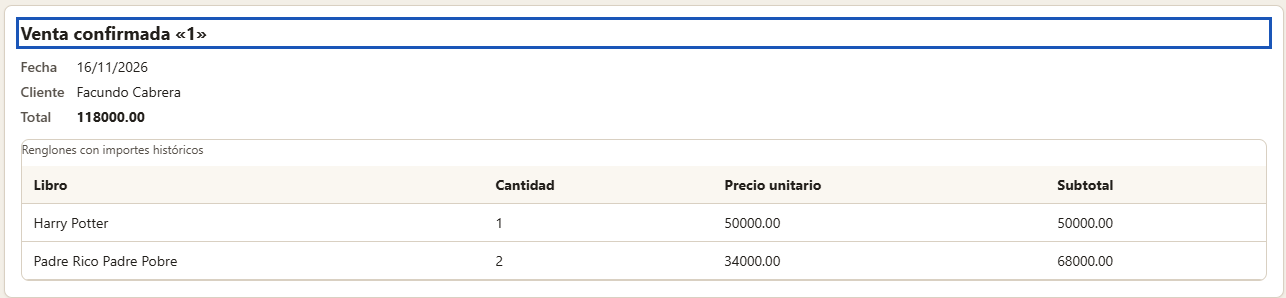 Venta confirmada «1»
Fecha 16/11/2026
Cliente Facundo Cabrera
Total 118000.00
Renglones con importes históricos
Libro Cantidad Precio unitario Subtotal
Harry Potter 1 50000.00 50000.00
Padre Rico Padre Pobre 2 34000.00 68000.00